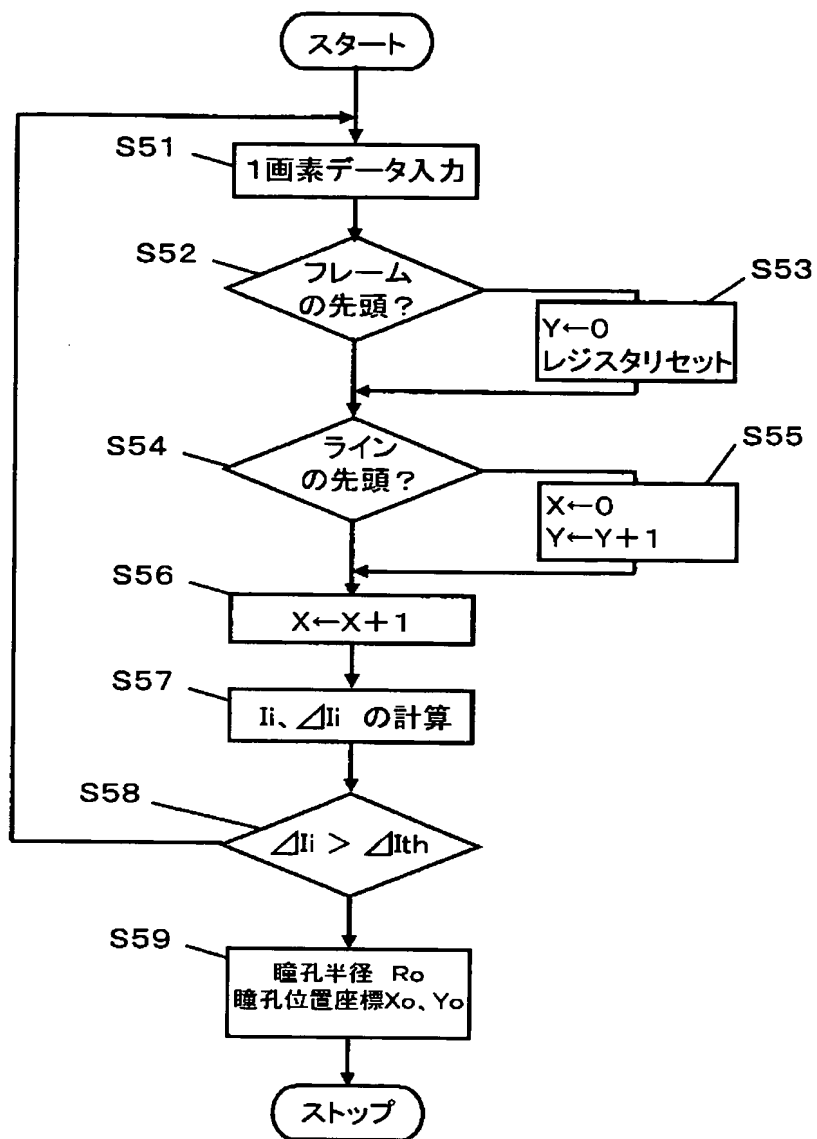 スタート
S51
1画素データ入力
S52
フレーム
の先頭?
S53
Y←0
レジスタリセット
S54
ライン
の先頭?
S55
X←0
Y←Y+1
S56
X←X+1
S57
Ii、⊿Ii の計算
S58
⊿Ii > ⊿Ith
S59
瞳孔半径 Ro
瞳孔位置座標Xo、Yo
ストップ